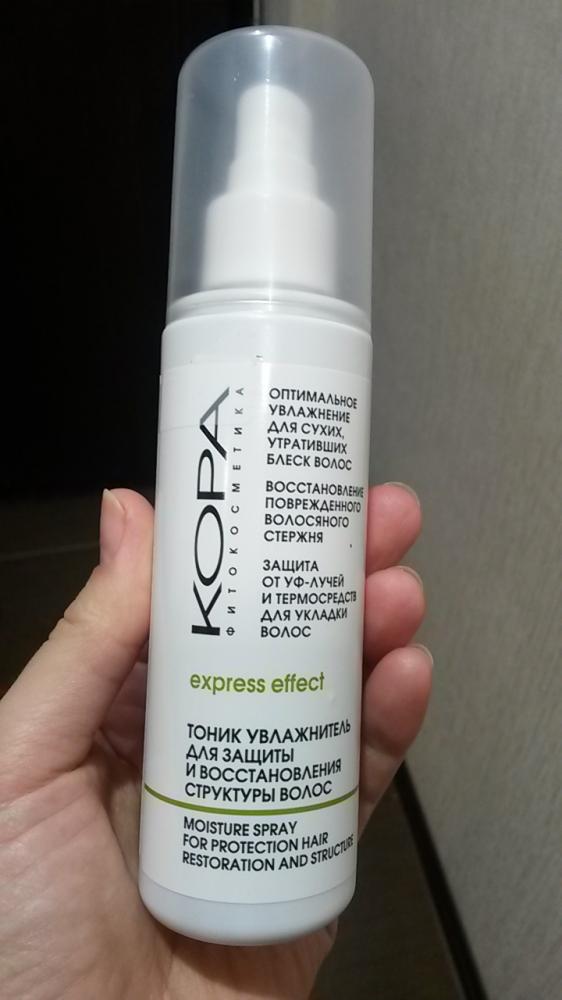 КОРА
ФИТОКОСМЕТИКА
ОПТИМАЛЬНОЕ
УВЛАЖНЕНИЕ
ДЛЯ СУХИХ,
УТРАТИВШИХ
БЛЕСК ВОЛОС
ВОССТАНОВЛЕНИЕ
ПОВРЕЖДЕННОГО
ВОЛОСЯНОГО
СТЕРЖНЯ
ЗАЩИТА
ОТ УФ-ЛУЧЕЙ
И ТЕРМОСРЕДСТВ
ДЛЯ УКЛАДКИ
ВОЛОС
express effect
ТОНИК УВЛАЖНИТЕЛЬ
ДЛЯ ЗАЩИТЫ
И ВОССТАНОВЛЕНИЯ
СТРУКТУРЫ ВОЛОС
MOISTURE SPRAY
FOR PROTECTION HAIR
RESTORATION AND STRUCTURE